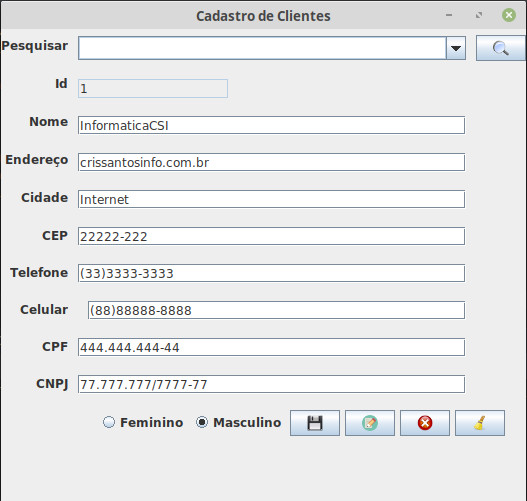 Cadastro de Clientes
Pesquisar
Id 1
Nome InformaticaCSI
Endereço crissantosinfo.com.br
Cidade Internet
CEP 22222-222
Telefone (33)3333-3333
Celular (88)88888-8888
CPF 444.444.444-44
CNPJ 77.777.777/7777-77
Feminino Masculino